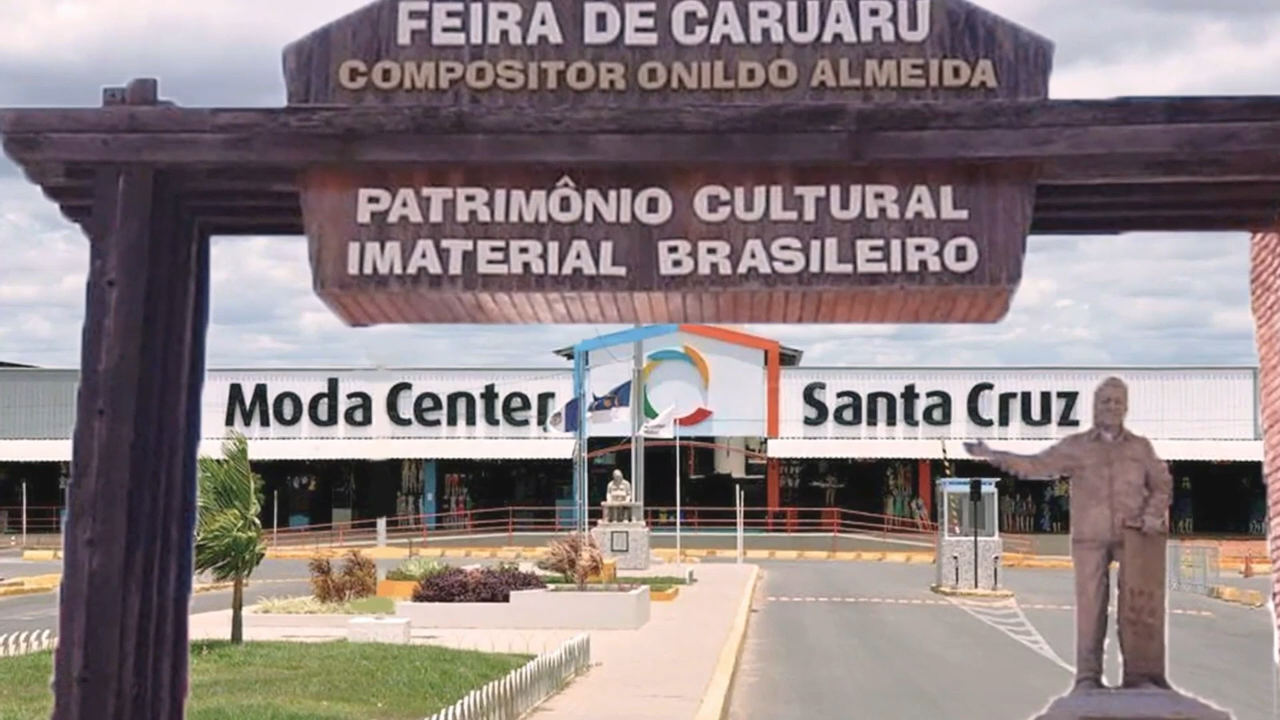 FEIRA DE CARUARU
COMPOSITOR ONILDO ALMEIDA
PATRIMÔNIO CULTURAL
IMATERIAL BRASILEIRO
Moda Center
Santa Cruz